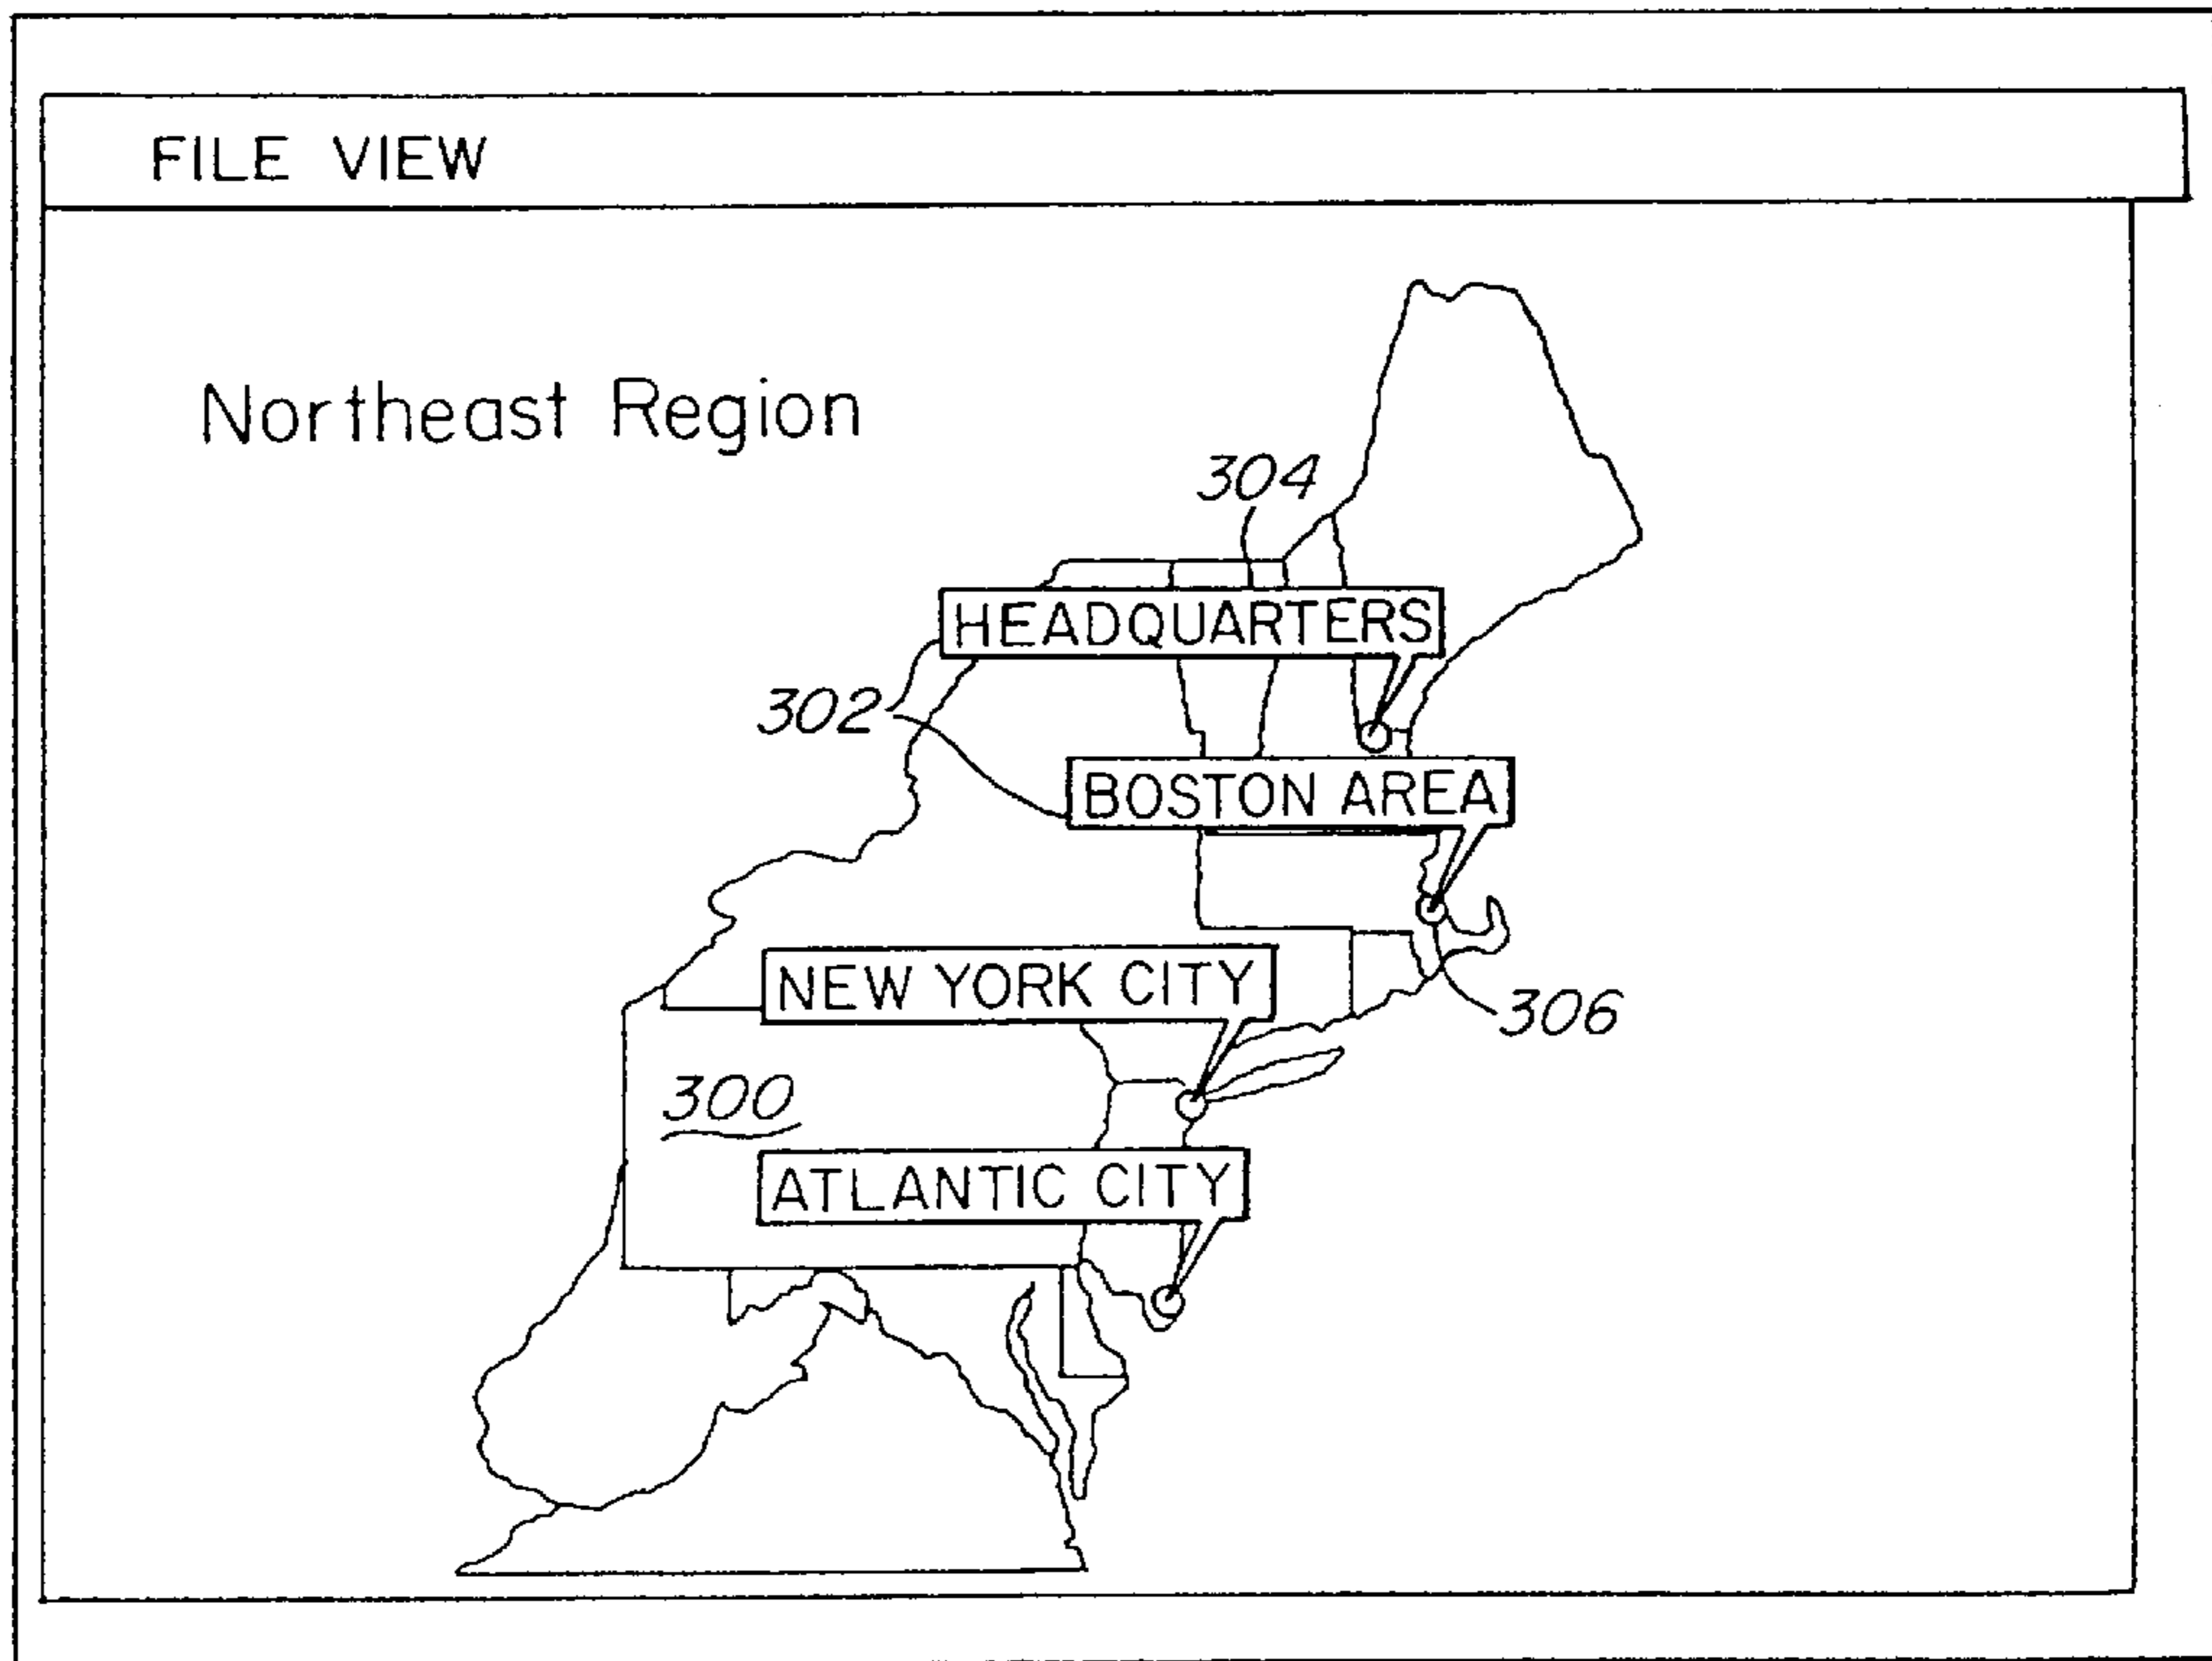 FILE VIEW
Northeast Region
304
HEADQUARTERS
302
BOSTON AREA
NEW YORK CITY
306
300
ATLANTIC CITY